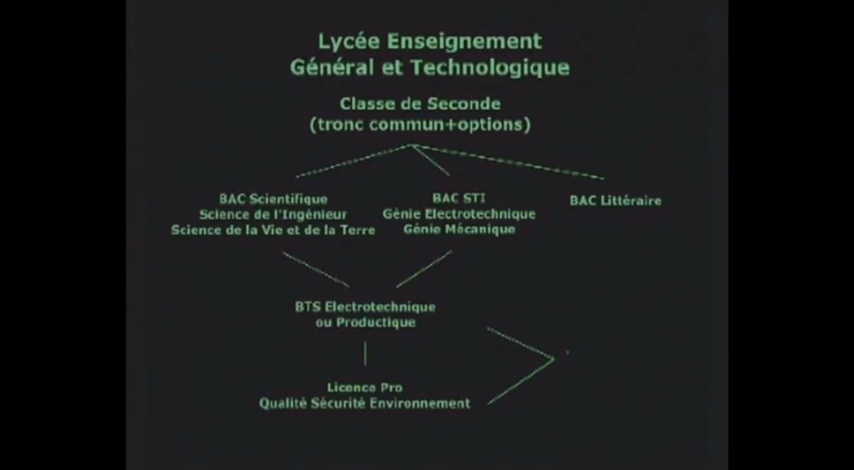 Lycée Enseignement
Général et Technologique
Classe de Seconde
(tronc commun+options)
BAC Scientifique
Science de l'Ingénieur
Science de la Vie et de la Terre
BAC STI
Génie Electrotechnique
Génie Mécanique
BAC Littéraire
BTS Electrotechnique
ou Productique
Licence Pro
Qualité Sécurité Environnement